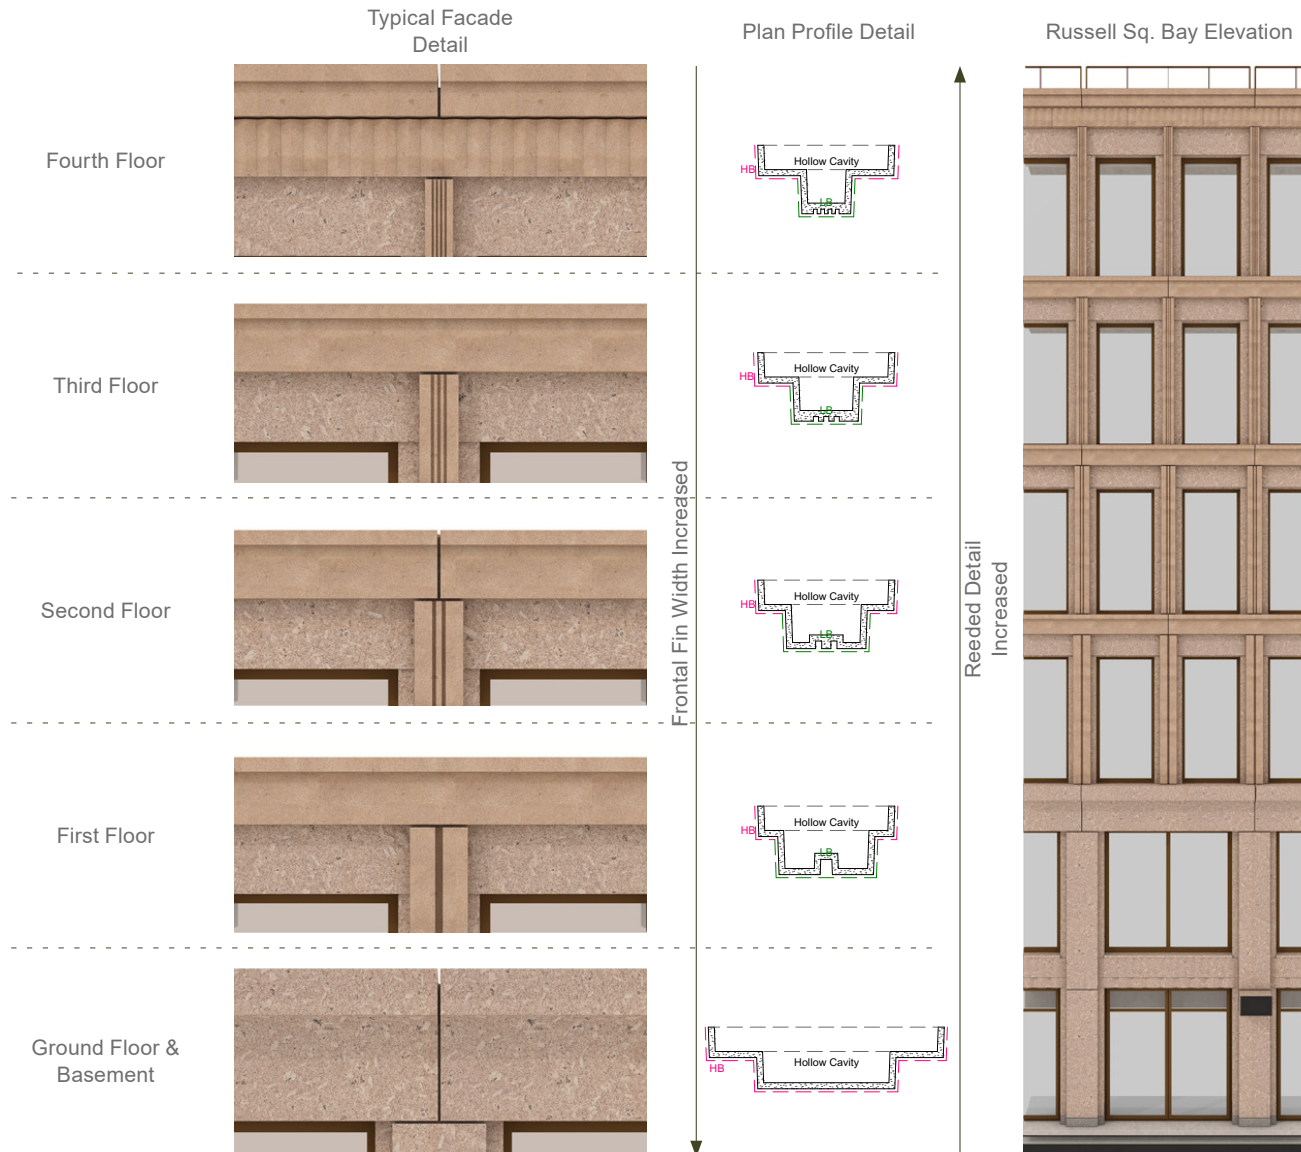 Typical Facade
Detail
Plan Profile Detail
Russell Sq. Bay Elevation
Fourth Floor
HB
Hollow Cavity
LB
Third Floor
HB
Hollow Cavity
LB
Frontal Fin Width Increased
Reeded Detail
Increased
Second Floor
HB
Hollow Cavity
LB
First Floor
HB
Hollow Cavity
LB
Ground Floor &
Basement
HB
Hollow Cavity